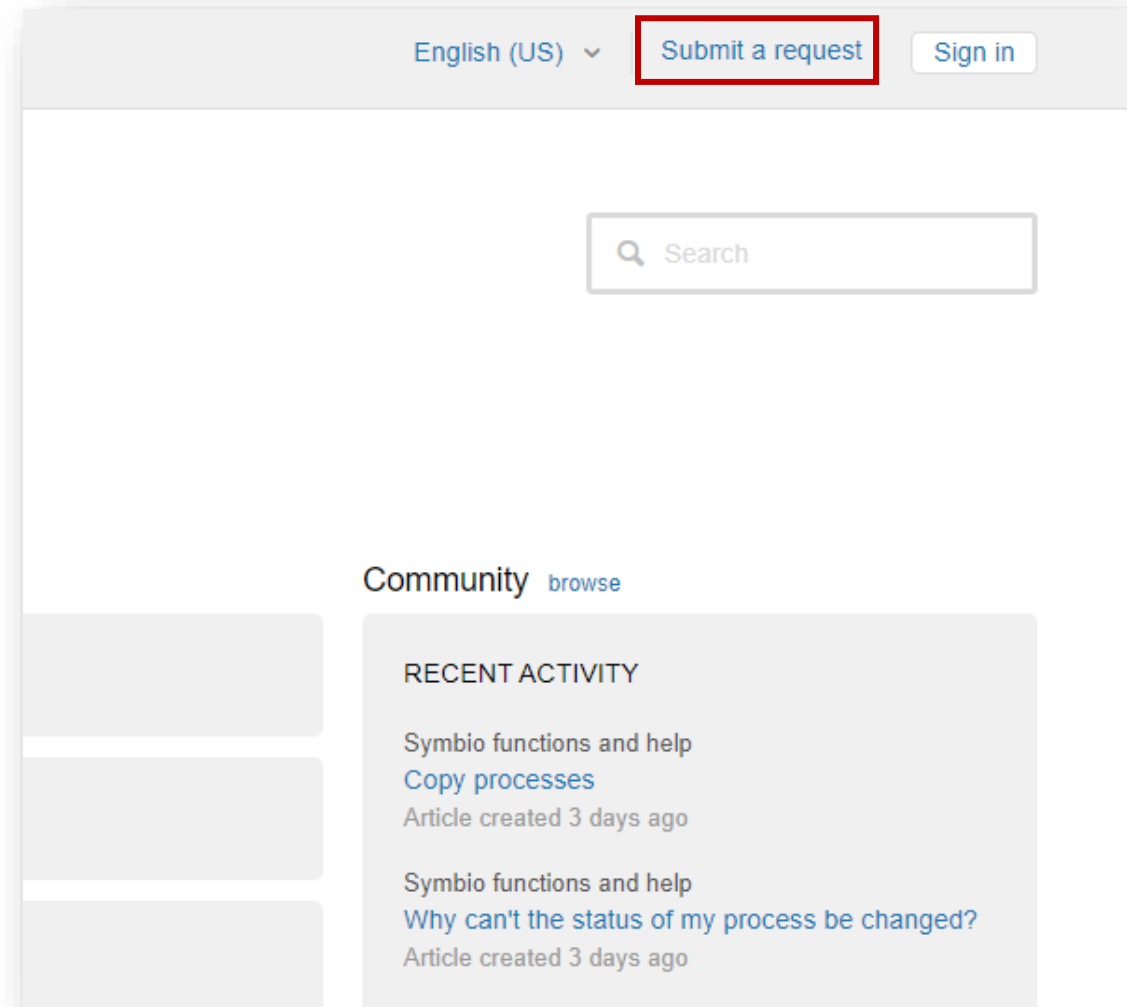 English (US) Submit a request Sign in
Search
Community browse
RECENT ACTIVITY
Symbio functions and help
Copy processes
Article created 3 days ago
Symbio functions and help
Why can't the status of my process be changed?
Article created 3 days ago